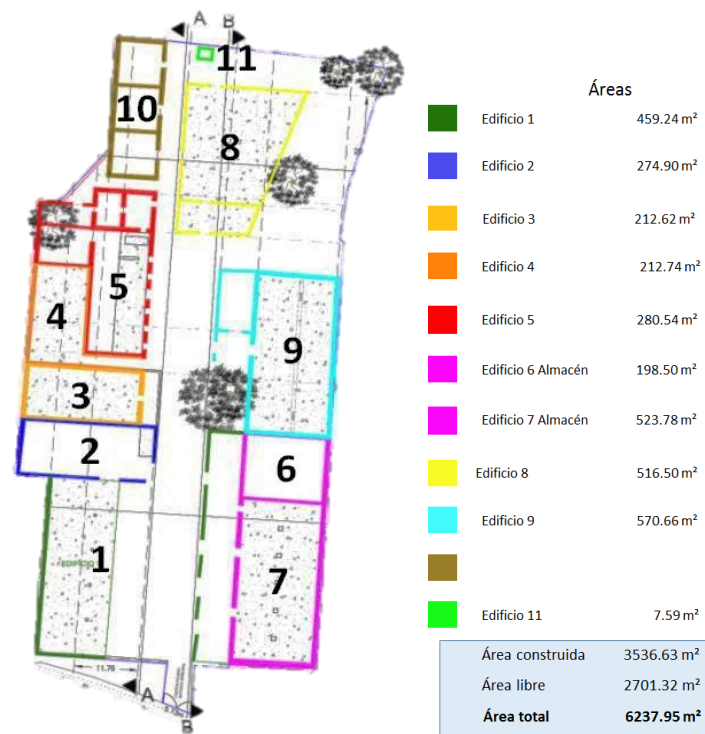 A B
11
10
8
5
4
9
3
2
6
1
7
EDIFICIO
11.76
A
B
Áreas
Edificio 1 459.24 m²
Edificio 2 274.90 m²
Edificio 3 212.62 m²
Edificio 4 212.74 m²
Edificio 5 280.54 m²
Edificio 6 Almacén 198.50 m²
Edificio 7 Almacén 523.78 m²
Edificio 8 516.50 m²
Edificio 9 570.66 m²
Edificio 11 7.59 m²
Área construida 3536.63 m²
Área libre 2701.32 m²
Área total 6237.95 m²